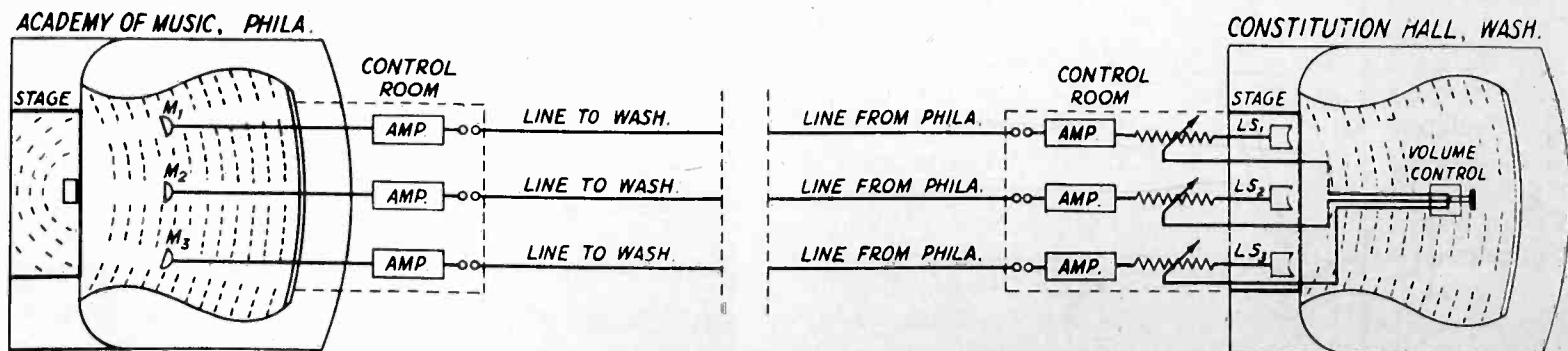 ACADEMY OF MUSIC, PHILA.
CONSTITUTION HALL, WASH.
STAGE
M1
M2
M3
CONTROL
ROOM
AMP.
LINE TO WASH.
LINE FROM PHILA.
AMP.
LINE TO WASH.
LINE FROM PHILA.
AMP
LINE TO WASH.
LINE FROM PHILA.
CONTROL
ROOM
AMP.
AMP.
AMP.
STAGE
LS1
LS2
LS3
VOLUME
CONTROL